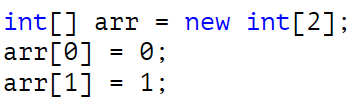 int[] arr = new int[2];
arr[0] = 0;
arr[1] = 1;